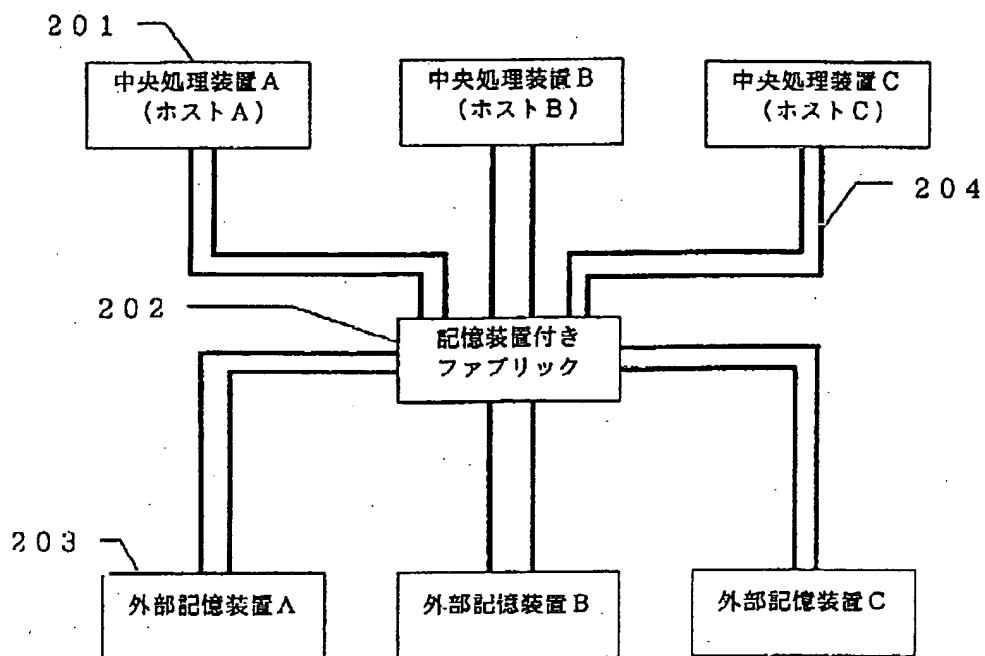 201
中央処理装置A
(ホストA)
中央処理装置B
(ホストB)
中央処理装置C
(ホストC)
204
202
記憶装置付き
ファブリック
203
外部記憶装置A
外部記憶装置B
外部記憶装置C